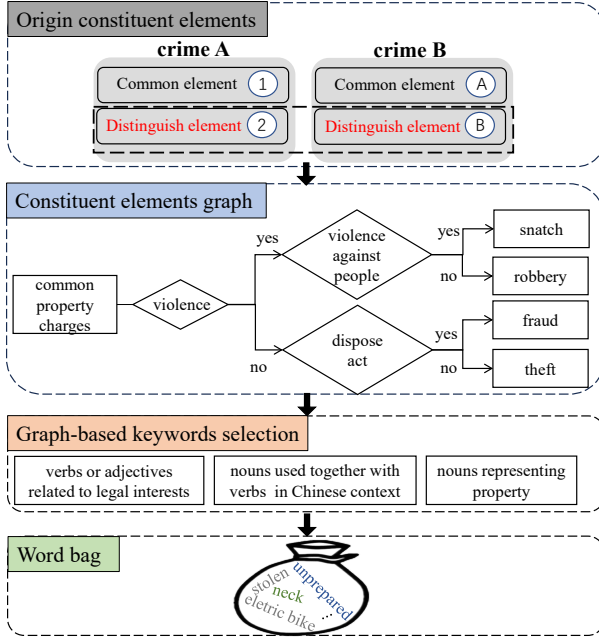 Origin constituent elements
crime A
crime B
Common element 1
Common element A
Distinguish element 2
Distinguish element B
Constituent elements graph
common
property
charges
violence
yes
no
violence
against
people
yes
no
snatch
robbery
dispose
act
yes
no
fraud
theft
Graph-based keywords selection
verbs or adjectives
related to legal interests
nouns used together with
verbs in Chinese context
nouns representing
property
Word bag
stolen
unprepared
neck
eletric bike
...